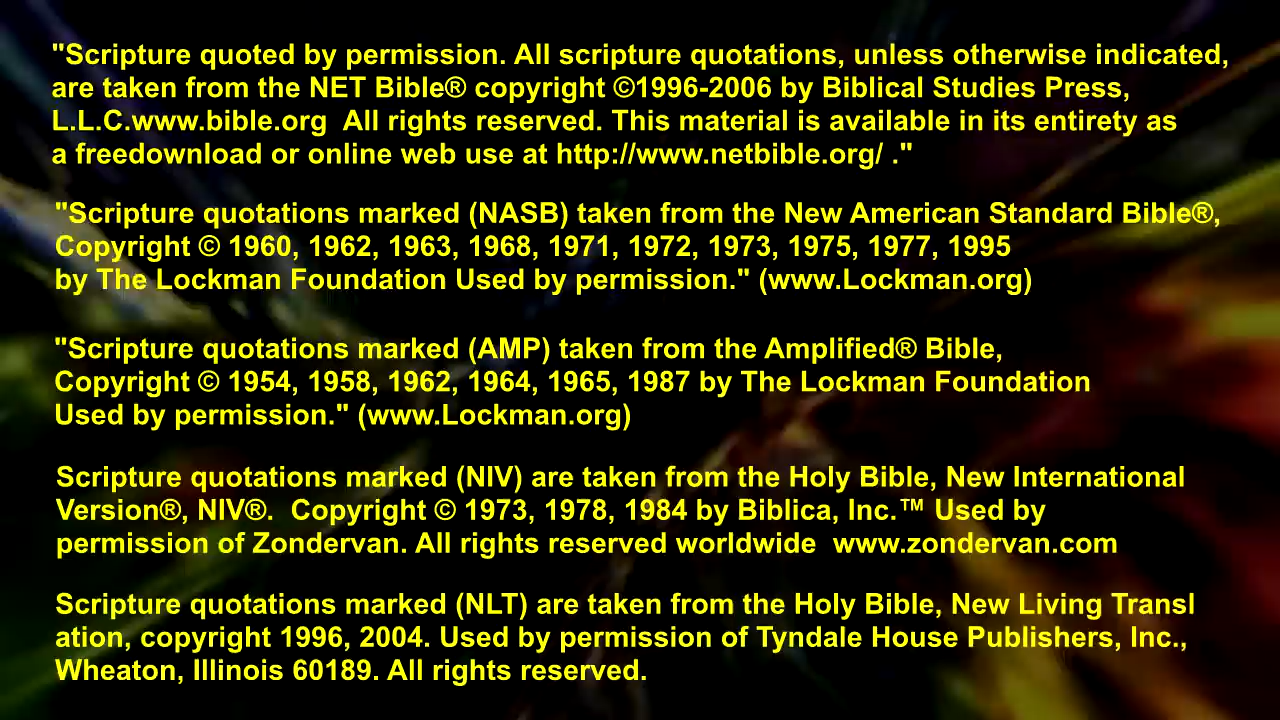 "Scripture quoted by permission. All scripture quotations, unless otherwise indicated,
are taken from the NET Bible® copyright ©1996-2006 by Biblical Studies Press,
L.L.C.www.bible.org  All rights reserved. This material is available in its entirety as
a freedownload or online web use at http://www.netbible.org/ ."
"Scripture quotations marked (NASB) taken from the New American Standard Bible®,
Copyright © 1960, 1962, 1963, 1968, 1971, 1972, 1973, 1975, 1977, 1995
by The Lockman Foundation Used by permission." (www.Lockman.org)
"Scripture quotations marked (AMP) taken from the Amplified® Bible,
Copyright © 1954, 1958, 1962, 1964, 1965, 1987 by The Lockman Foundation
Used by permission." (www.Lockman.org)
Scripture quotations marked (NIV) are taken from the Holy Bible, New International
Version®, NIV®.  Copyright © 1973, 1978, 1984 by Biblica, Inc.™ Used by
permission of Zondervan. All rights reserved worldwide  www.zondervan.com
Scripture quotations marked (NLT) are taken from the Holy Bible, New Living Transl
ation, copyright 1996, 2004. Used by permission of Tyndale House Publishers, Inc.,
Wheaton, Illinois 60189. All rights reserved.